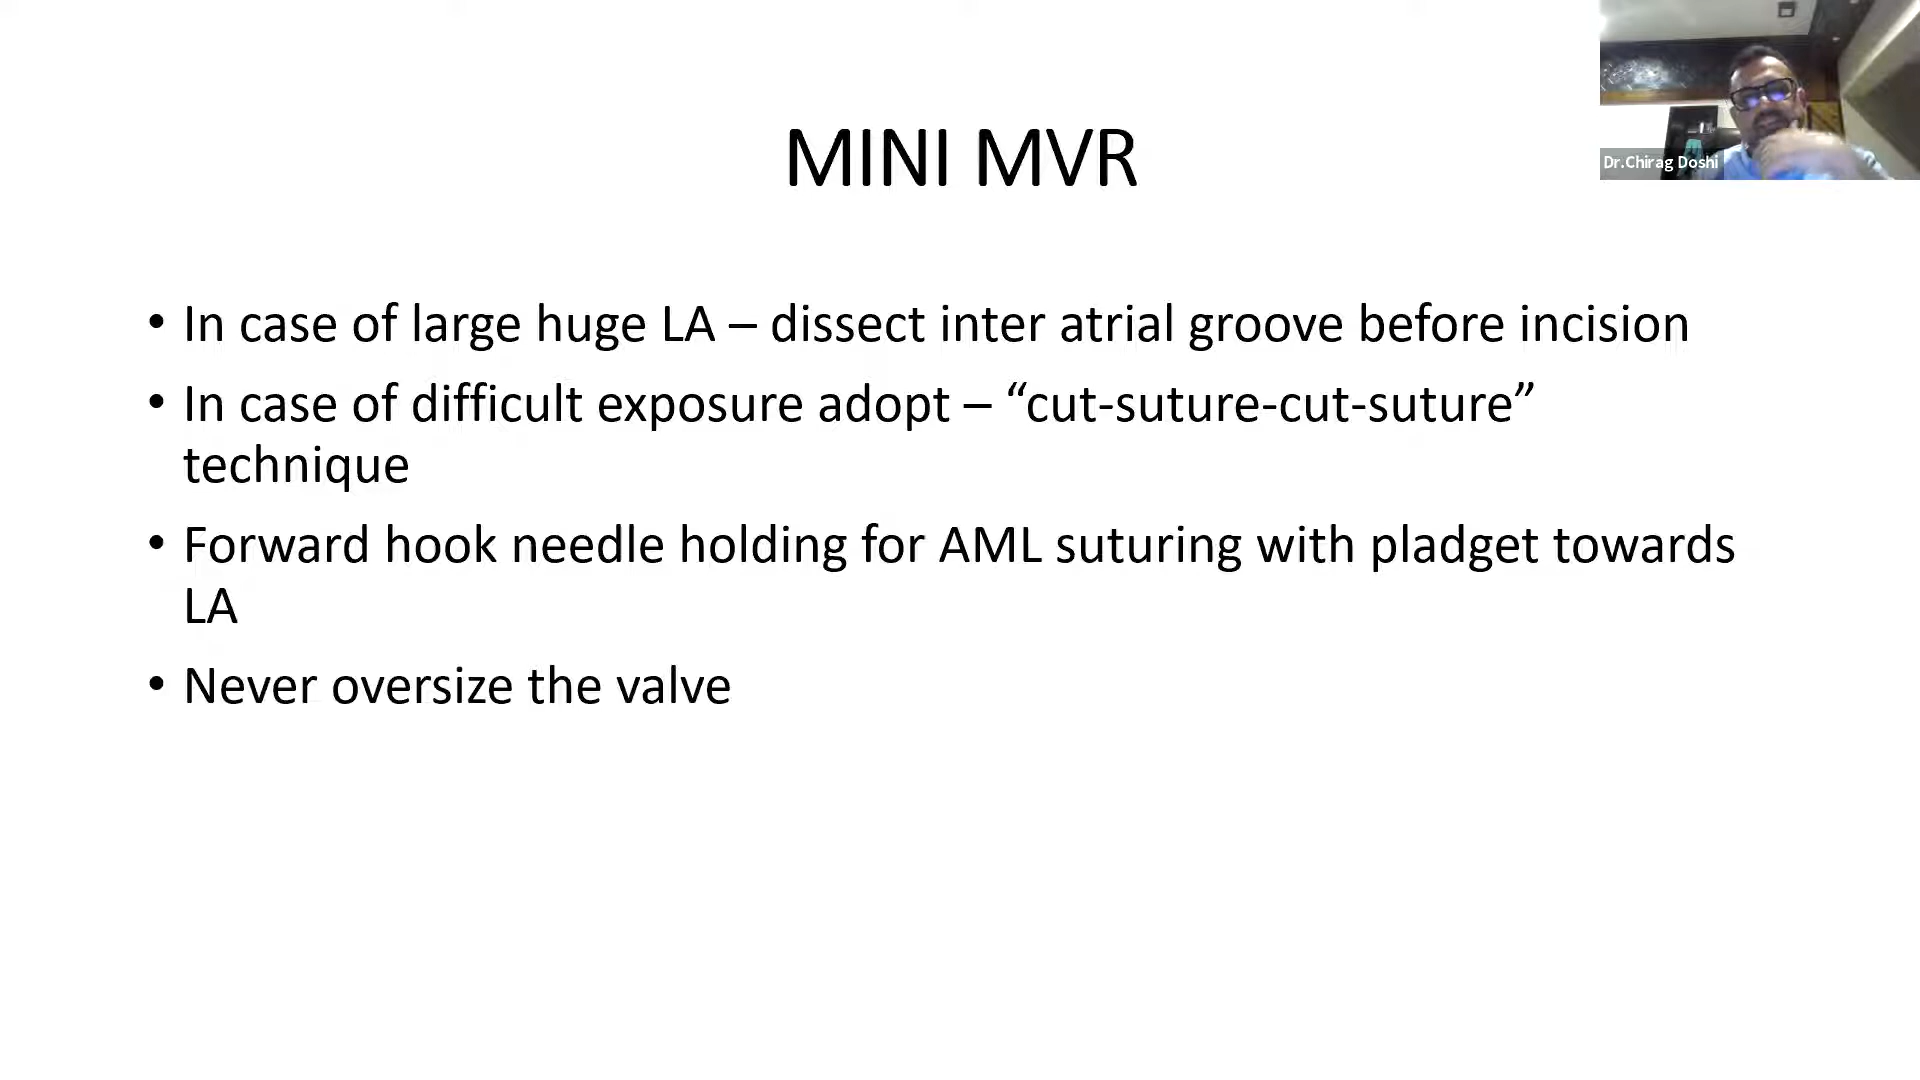 MINI MVR
Dr.Chirag Doshi
• In case of large huge LA – dissect inter atrial groove before incision
• In case of difficult exposure adopt – “cut-suture-cut-suture”
technique
• Forward hook needle holding for AML suturing with pladget towards
LA
• Never oversize the valve